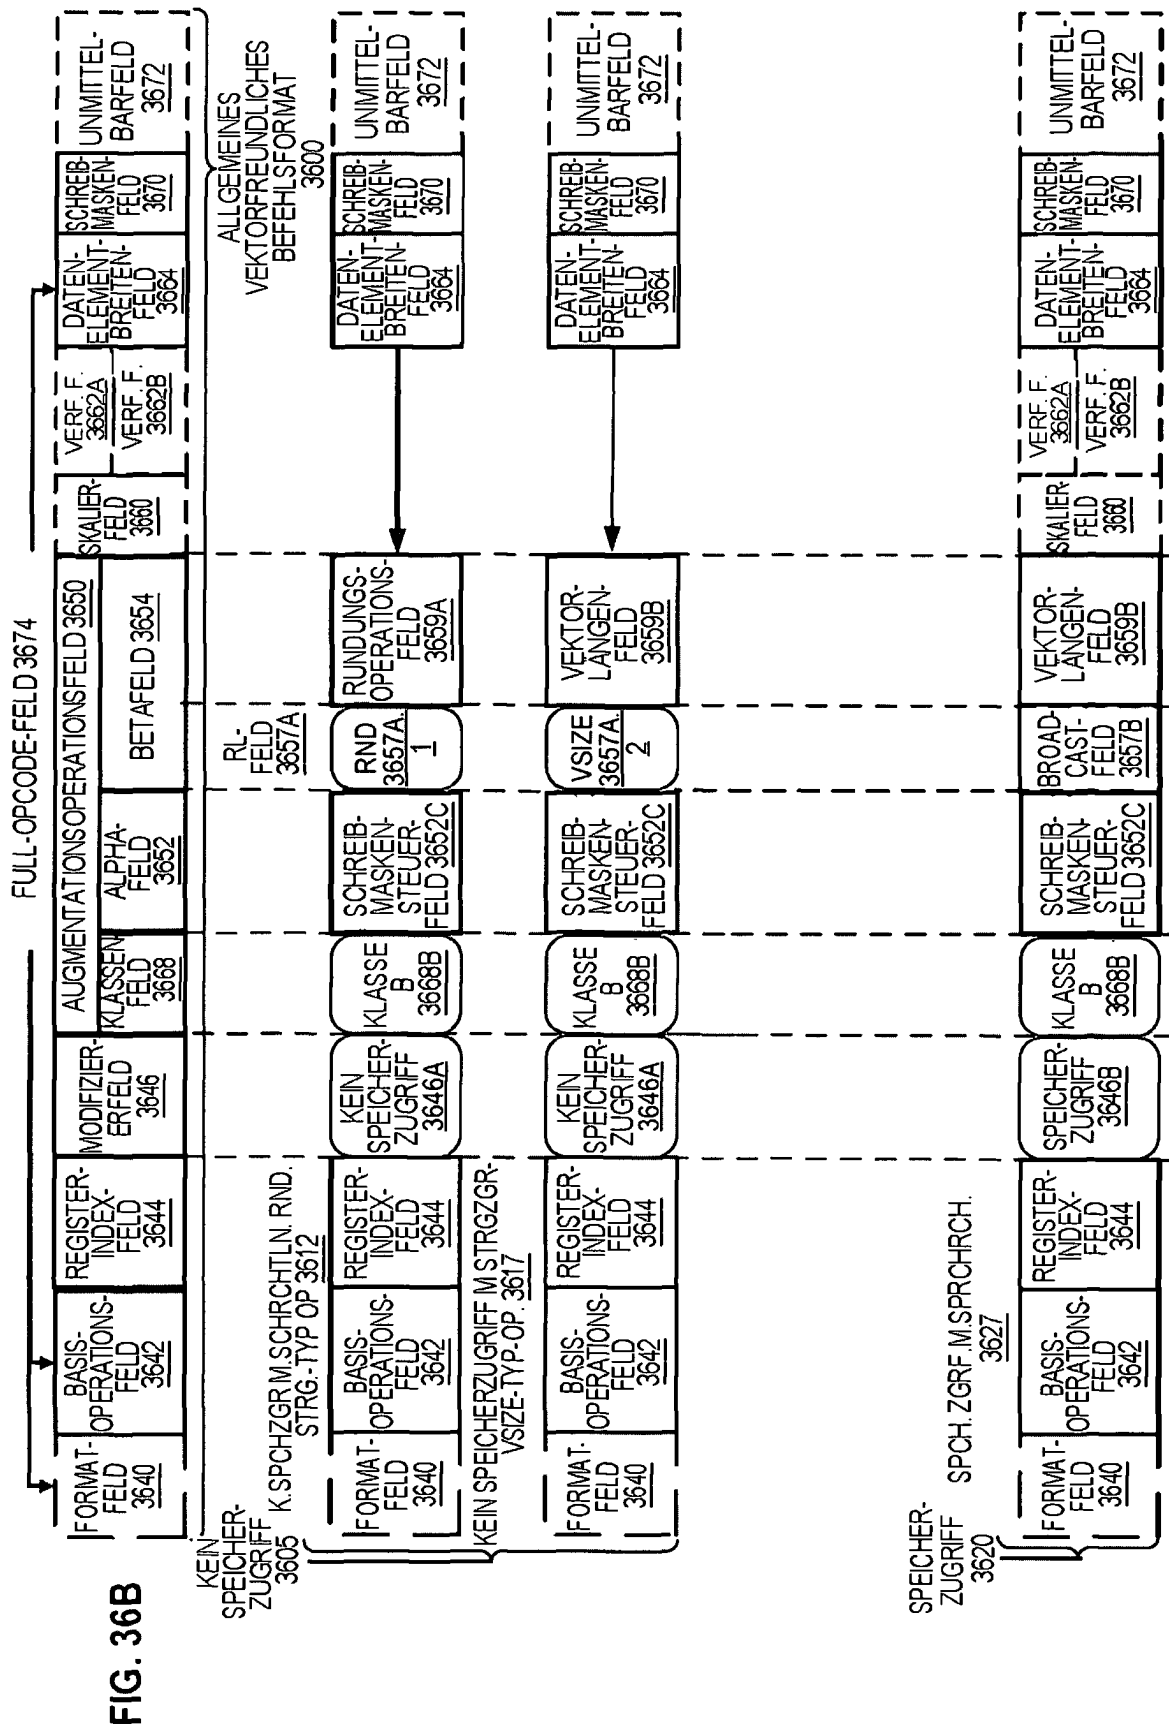 FIG. 36B
FULL-OPCODE-FELD 3674
FORMAT-
FELD
3640
BASIS-
OPERATIONS-
FELD
3642
REGISTER-
INDEX-
FELD
3644
MODIFIZIER-
ERFELD
3646
AUGMENTATIONSOPERATIONSFELD 3650
KLASSEN
FELD
3668
ALPHA-
FELD
3652
BETAFELD 3654
SKALIER-
FELD
3660
VERF. F.
3662A
VERF. F.
3662B
DATEN-
ELEMENT-
BREITEN-
FELD
3664
SCHREIB-
MASKEN-
FELD
3670
UNMITTEL-
BARFELD
3672
ALLGEMEINES
VEKTORFREUNDLICHES
BEFEHLSFORMAT
3600
KEIN
SPEICHER-
ZUGRIFF
3605
RL-
FELD
3657A
K.SPCHZGR M.SCHRCHTLN. RND.
STRG.-TYP OP 3612
FORMAT-
FELD
3640
BASIS-
OPERATIONS-
FELD
3642
REGISTER-
INDEX-
FELD
3644
KEIN
SPEICHER-
ZUGRIFF
3646A
KLASSE
B
3668B
SCHREIB-
MASKEN-
STEUER-
FELD 3652C
RND
3657A.
1
RUNDUNGS-
OPERATIONS-
FELD
3659A
DATEN-
ELEMENT-
BREITEN-
FELD
3664
SCHREIB-
MASKEN-
FELD
3670
UNMITTEL-
BARFELD
3672
KEIN SPEICHERZUGRIFF M STRGZGR-
VSIZE-TYP-OP. 3617
FORMAT-
FELD
3640
BASIS-
OPERATIONS-
FELD
3642
REGISTER-
INDEX-
FELD
3644
KEIN
SPEICHER-
ZUGRIFF
3646A
KLASSE
B
3668B
SCHREIB-
MASKEN-
STEUER-
FELD 3652C
VSIZE
3657A.
2
VEKTOR-
LÄNGEN-
FELD
3659B
DATEN-
ELEMENT-
BREITEN-
FELD
3664
SCHREIB-
MASKEN-
FELD
3670
UNMITTEL-
BARFELD
3672
SPEICHER-
ZUGRIFF
3620
SPCH. ZGRF.M.SPRCHRCH.
3627
FORMAT-
FELD
3640
BASIS-
OPERATIONS-
FELD
3642
REGISTER-
INDEX-
FELD
3644
SPEICHER-
ZUGRIFF
3646B
KLASSE
B
3668B
SCHREIB-
MASKEN-
STEUER-
FELD 3652C
BROAD-
CAST-
FELD
3657B
VEKTOR-
LÄNGEN-
FELD
3659B
SKALIER-
FELD
3660
VERF. F.
3662A
VERF. F.
3662B
DATEN-
ELEMENT-
BREITEN-
FELD
3664
SCHREIB-
MASKEN-
FELD
3670
UNMITTEL-
BARFELD
3672